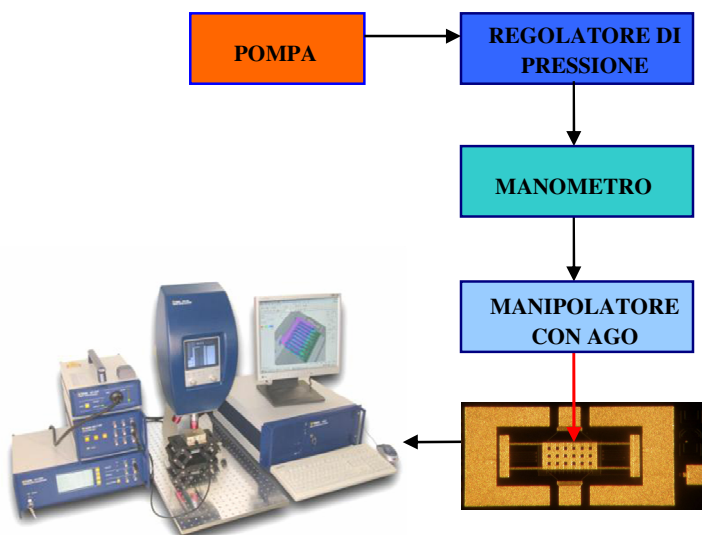 POMPA
REGOLATORE DI
PRESSIONE
MANOMETRO
MANIPOLATORE
CON AGO